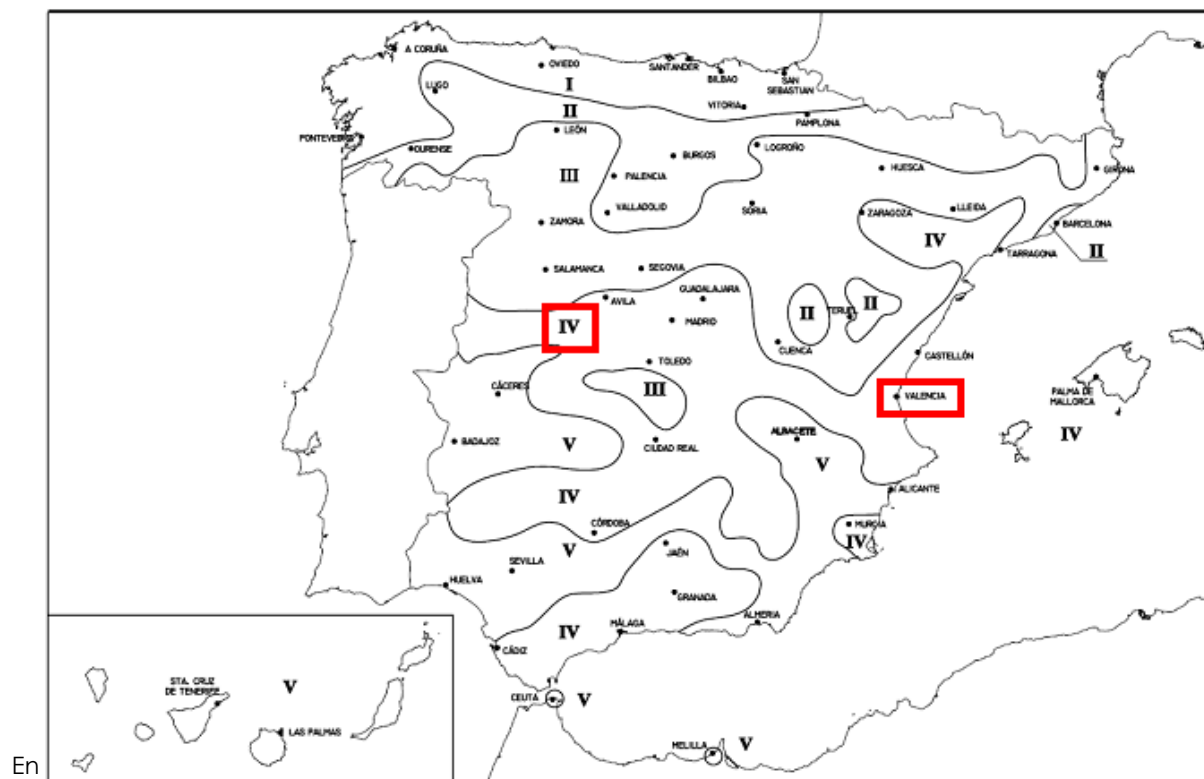 A CORUÑA
OVIEDO
SANTANDER
BILBAO
SAN
SEBASTIAN
I
LUGO
II
VITORIA
PAMPLONA
PONTEVEDRA
OURENSE
LEÓN
BURGOS
LOGROÑO
HUESCA
GIRONA
III
PALENCIA
VALLADOLID
SORIA
ZARAGOZA
LLEIDA
ZAMORA
BARCELONA
IV
II
TARRAGONA
SALAMANCA
SEGOVIA
AVILA
GUADALAJARA
II
TERUEL
II
IV
MADRID
CUENCA
CASTELLÓN
TOLEDO
CÁCERES
III
VALENCIA
PALMA DE
MALLORCA
IV
BADAJOZ
V
CIUDAD REAL
ALBACETE
V
IV
ALICANTE
CÓRDOBA
MURCIA
IV
V
JAÉN
SEVILLA
HUELVA
GRANADA
ALMERIA
MÁLAGA
IV
CÁDIZ
STA. CRUZ
DE TENERIFE
V
LAS PALMAS
CEUTA
V
MELILLA
V
En